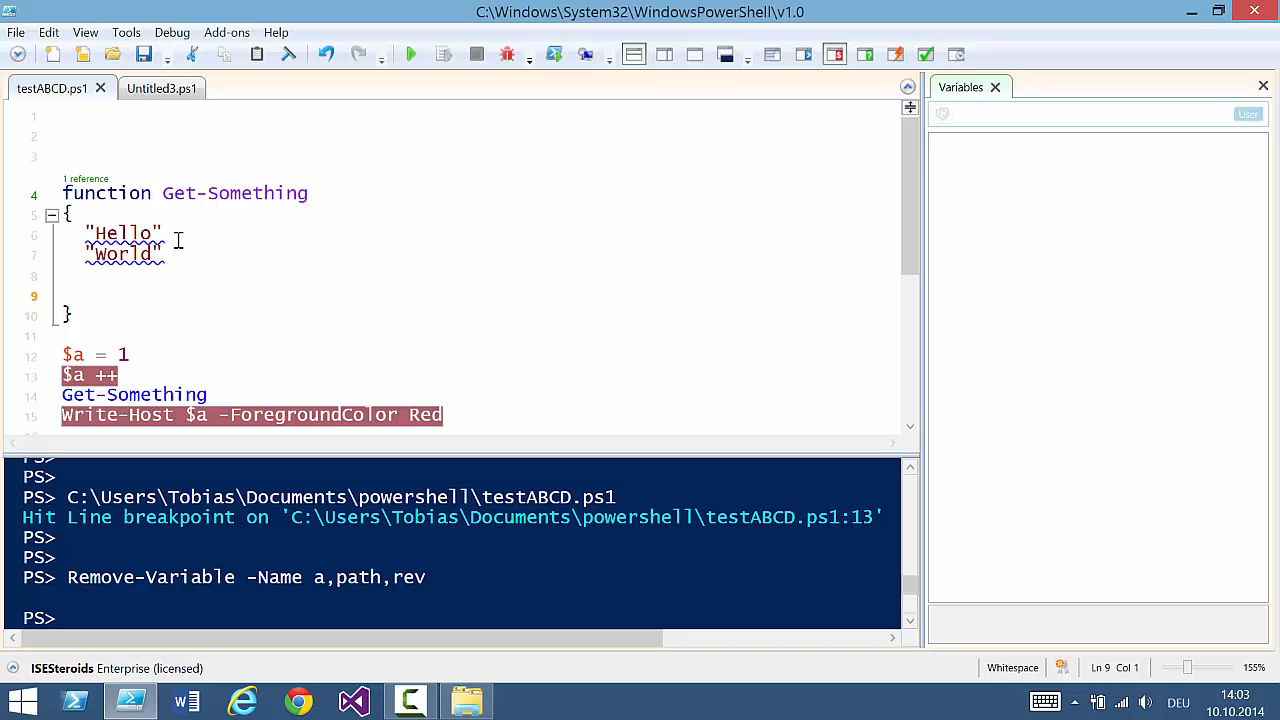 C:\Windows\System32\WindowsPowerShell\v1.0
File Edit View Tools Debug Add-ons Help
testABCD.ps1 Untitled3.ps1 Variables
User
1
2
3
1 reference
4 function Get-Something
5 {
6 "Hello"
7 "World"
8
9
10 }
11
12 $a = 1
13 $a ++
14 Get-Something
15 Write-Host $a -ForegroundColor Red
PS>
PS>
PS> C:\Users\Tobias\Documents\powershell\testABCD.ps1
Hit Line breakpoint on 'C:\Users\Tobias\Documents\powershell\testABCD.ps1:13'
PS>
PS>
PS> Remove-Variable -Name a,path,rev
PS>
ISESteroids Enterprise (licensed) Whitespace Ln 9 Col 1 155%
DEU 14:03
10.10.2014